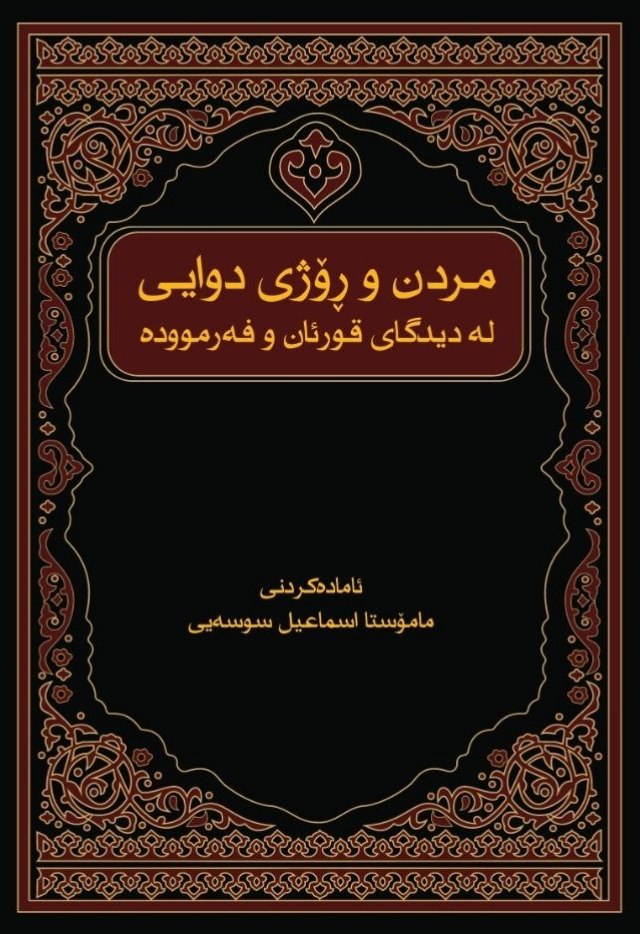 مردن و ڕۆژی دوایی
لە دیدگای قورئان و فەرموودە
ئامادەکردنی
مامۆستا اسماعیل سوسەیی